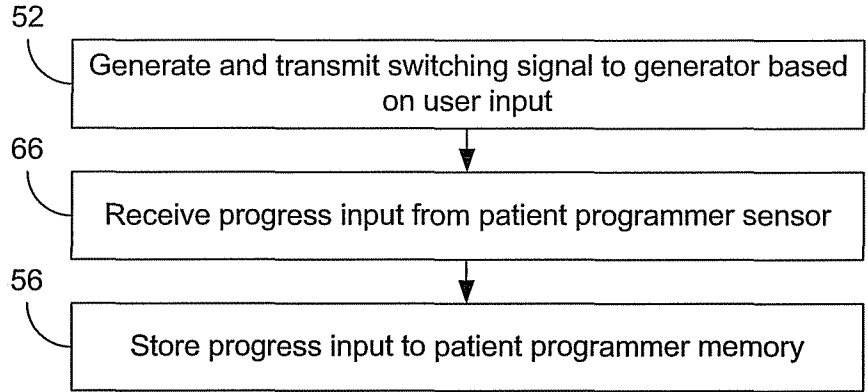 52
Generate and transmit switching signal to generator based
on user input
66
Receive progress input from patient programmer sensor
56
Store progress input to patient programmer memory